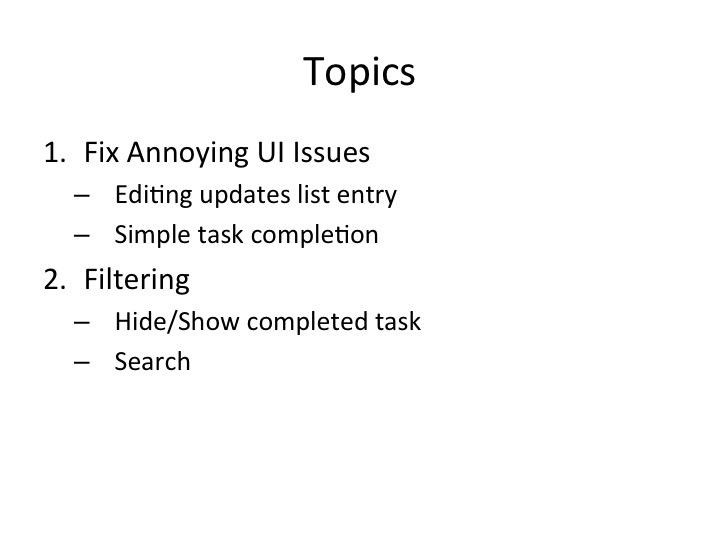 Topics
1. Fix Annoying UI Issues
– Editing updates list entry
– Simple task completion
2. Filtering
– Hide/Show completed task
– Search